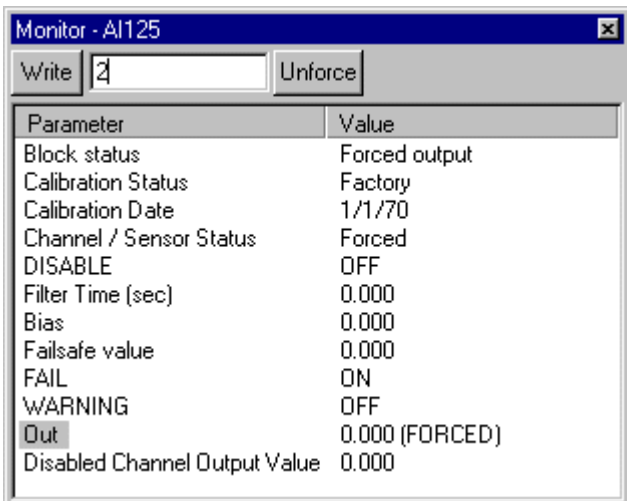 Monitor - AI125
Write 2 Unforce
Parameter Value
Block status Forced output
Calibration Status Factory
Calibration Date 1/1/70
Channel / Sensor Status Forced
DISABLE OFF
Filter Time (sec) 0.000
Bias 0.000
Failsafe value 0.000
FAIL ON
WARNING OFF
Out 0.000 (FORCED)
Disabled Channel Output Value 0.000